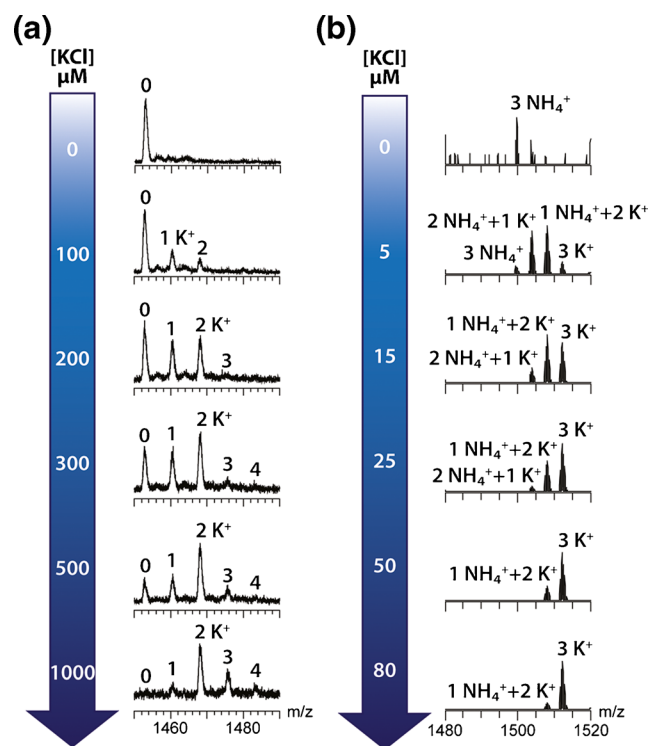 (a)
[KCl]
μM
0
0
100
0
1 K⁺
2
200
0
1
2 K⁺
3
300
0
1
2 K⁺
3
4
500
0
1
2 K⁺
3
4
1000
0
1
2 K⁺
3
4
1460
1480
m/z
(b)
[KCl]
μM
0
3 NH₄⁺
5
2 NH₄⁺+1 K⁺
1 NH₄⁺+2 K⁺
3 NH₄⁺
3 K⁺
15
1 NH₄⁺+2 K⁺
3 K⁺
2 NH₄⁺+1 K⁺
25
3 K⁺
1 NH₄⁺+2 K⁺
2 NH₄⁺+1 K⁺
50
3 K⁺
1 NH₄⁺+2 K⁺
80
3 K⁺
1 NH₄⁺+2 K⁺
1480
1500
1520
m/z